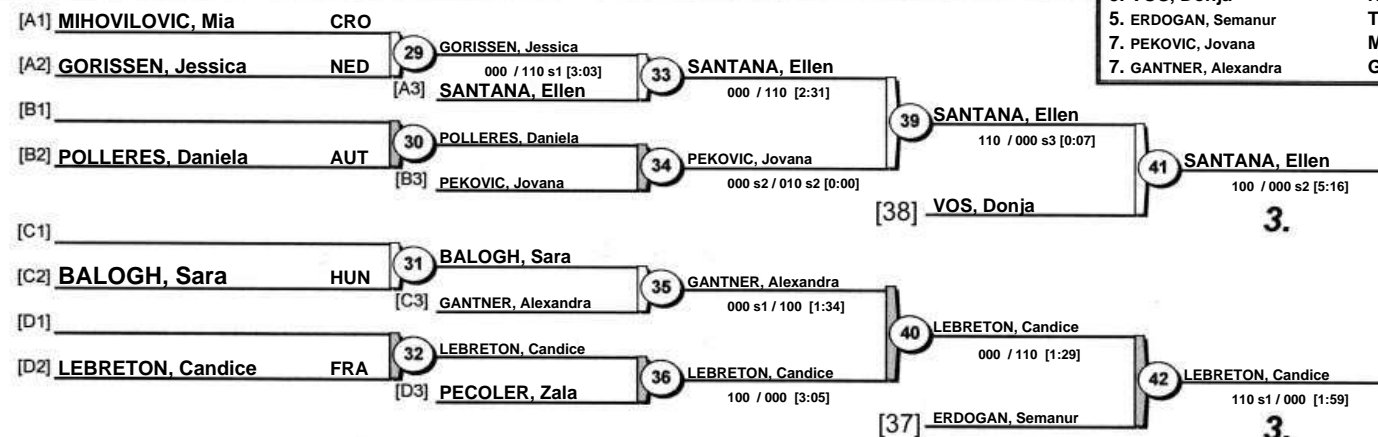 5. ERDOGAN, Semanur T
7. PEKOVIC, Jovana M
7. GANTNER, Alexandra G
[A1] MIHOVILOVIC, Mia CRO
29 GORISSEN, Jessica
000 / 110 s1 [3:03]
[A2] GORISSEN, Jessica NED
[A3] SANTANA, Ellen
33 SANTANA, Ellen
000 / 110 [2:31]
[B1]
30 POLLERES, Daniela
[B2] POLLERES, Daniela AUT
[B3] PEKOVIC, Jovana
34 PEKOVIC, Jovana
000 s2 / 010 s2 [0:00]
39 SANTANA, Ellen
110 / 000 s3 [0:07]
[38] VOS, Donja
41 SANTANA, Ellen
100 / 000 s2 [5:16]
3.
[C1]
31 BALOGH, Sara
[C2] BALOGH, Sara HUN
[C3] GANTNER, Alexandra
35 GANTNER, Alexandra
000 s1 / 100 [1:34]
[D1]
32 LEBRETON, Candice
[D2] LEBRETON, Candice FRA
[D3] PECOLER, Zala
36 LEBRETON, Candice
100 / 000 [3:05]
40 LEBRETON, Candice
000 / 110 [1:29]
[37] ERDOGAN, Semanur
42 LEBRETON, Candice
110 s1 / 000 [1:59]
3.